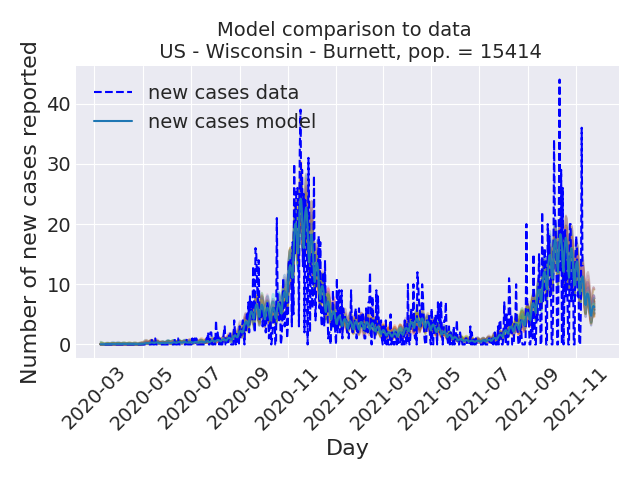 Model comparison to data
US - Wisconsin - Burnett, pop. = 15414
Number of new cases reported
40
30
20
10
0
new cases data
new cases model
2020-03
2020-05
2020-07
2020-09
2020-11
2021-01
2021-03
2021-05
2021-07
2021-09
2021-11
Day